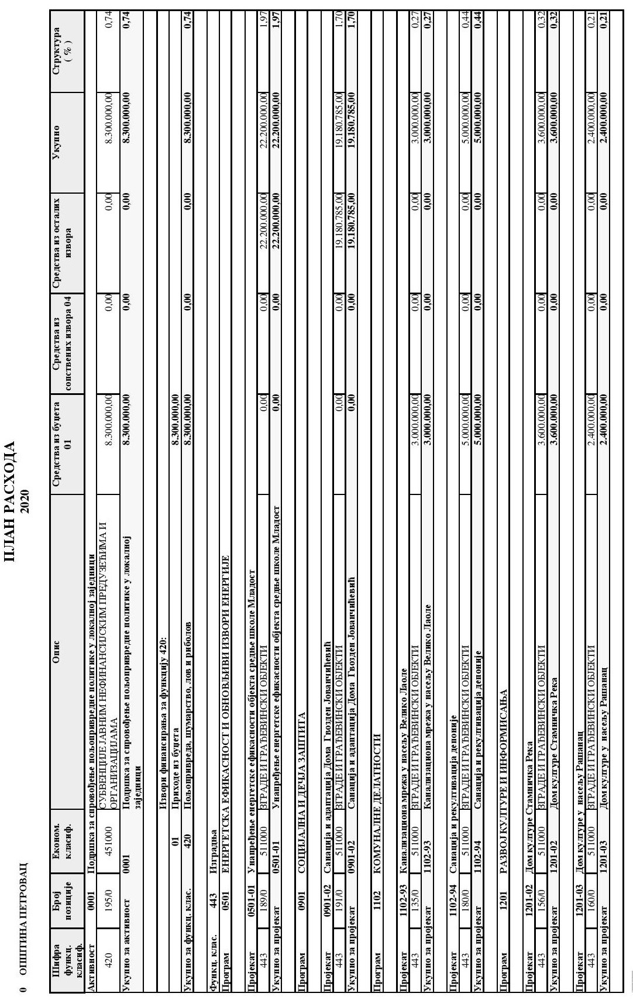 ПЛАН РАСХОДА
2020
0 ОПШТИНА ПЕТРОВАЦ
Шифра функц. класиф. Број позиције Економ. класиф. Опис Средства из буџета 01 Средства из сопствених извора 04 Средства из осталих извора Укупно Структура ( % )
Активност 0001 Подршка за спровођење пољопривредне политике у локалној заједници
420 195/0 451000 СУБВЕНЦИЈЕ ЈАВНИМ НЕФИНАНСИЈСКИМ ПРЕДУЗЕЋИМА И 8.300.000,00 0,00 0,00 8.300.000,00 0,74
ОРГАНИЗАЦИЈАМА
Укупно за активност 0001 Подршка за спровођење пољопривредне политике у локалној 8.300.000,00 0,00 0,00 8.300.000,00 0,74
заједници
Извори финансирања за функцију 420:
01 Приходи из буџета 8.300.000,00
Укупно за функц. клас. 420 Пољопривреда, шумарство, лов и риболов 8.300.000,00 0,00 0,00 8.300.000,00 0,74
Функц. клас. 443 Изградња
Програм 0501 ЕНЕРГЕТСКА ЕФИКАСНОСТ И ОБНОВЉИВИ ИЗВОРИ ЕНЕРГИЈЕ
Пројекат 0501-01 Унапређење енергетске ефикасности објекта средње школе Младост
443 189/0 511000 ЗГРАДЕ И ГРАЂЕВИНСКИ ОБЈЕКТИ 0,00 0,00 22.200.000,00 22.200.000,00 1,97
Укупно за пројекат 0501-01 Унапређење енергетске ефикасности објекта средње школе Младост 0,00 0,00 22.200.000,00 22.200.000,00 1,97
Програм 0901 СОЦИЈАЛНА И ДЕЧЈА ЗАШТИТА
Пројекат 0901-02 Санација и адаптација Дома Гвозден Јованчићевић
443 191/0 511000 ЗГРАДЕ И ГРАЂЕВИНСКИ ОБЈЕКТИ 0,00 0,00 19.180.785,00 19.180.785,00 1,70
Укупно за пројекат 0901-02 Санација и адаптација Дома Гвозден Јованчићевић 0,00 0,00 19.180.785,00 19.180.785,00 1,70
Програм 1102 КОМУНАЛНЕ ДЕЛАТНОСТИ
Пројекат 1102-93 Канализациона мрежа у насељу Велико Лаоле
443 135/0 511000 ЗГРАДЕ И ГРАЂЕВИНСКИ ОБЈЕКТИ 3.000.000,00 0,00 0,00 3.000.000,00 0,27
Укупно за пројекат 1102-93 Канализациона мрежа у насељу Велико Лаоле 3.000.000,00 0,00 0,00 3.000.000,00 0,27
Пројекат 1102-94 Санација и рекултивација депоније
443 180/0 511000 ЗГРАДЕ И ГРАЂЕВИНСКИ ОБЈЕКТИ 5.000.000,00 0,00 0,00 5.000.000,00 0,44
Укупно за пројекат 1102-94 Санација и рекултивација депоније 5.000.000,00 0,00 0,00 5.000.000,00 0,44
Програм 1201 РАЗВОЈ КУЛТУРЕ И ИНФОРМИСАЊА
Пројекат 1201-02 Дом културе Стамничка Река
443 156/0 511000 ЗГРАДЕ И ГРАЂЕВИНСКИ ОБЈЕКТИ 3.600.000,00 0,00 0,00 3.600.000,00 0,32
Укупно за пројекат 1201-02 Дом културе Стамничка Река 3.600.000,00 0,00 0,00 3.600.000,00 0,32
Пројекат 1201-03 Дом културе у насељу Рашанац
443 160/0 511000 ЗГРАДЕ И ГРАЂЕВИНСКИ ОБЈЕКТИ 2.400.000,00 0,00 0,00 2.400.000,00 0,21
Укупно за пројекат 1201-03 Дом културе у насељу Рашанац 2.400.000,00 0,00 0,00 2.400.000,00 0,21